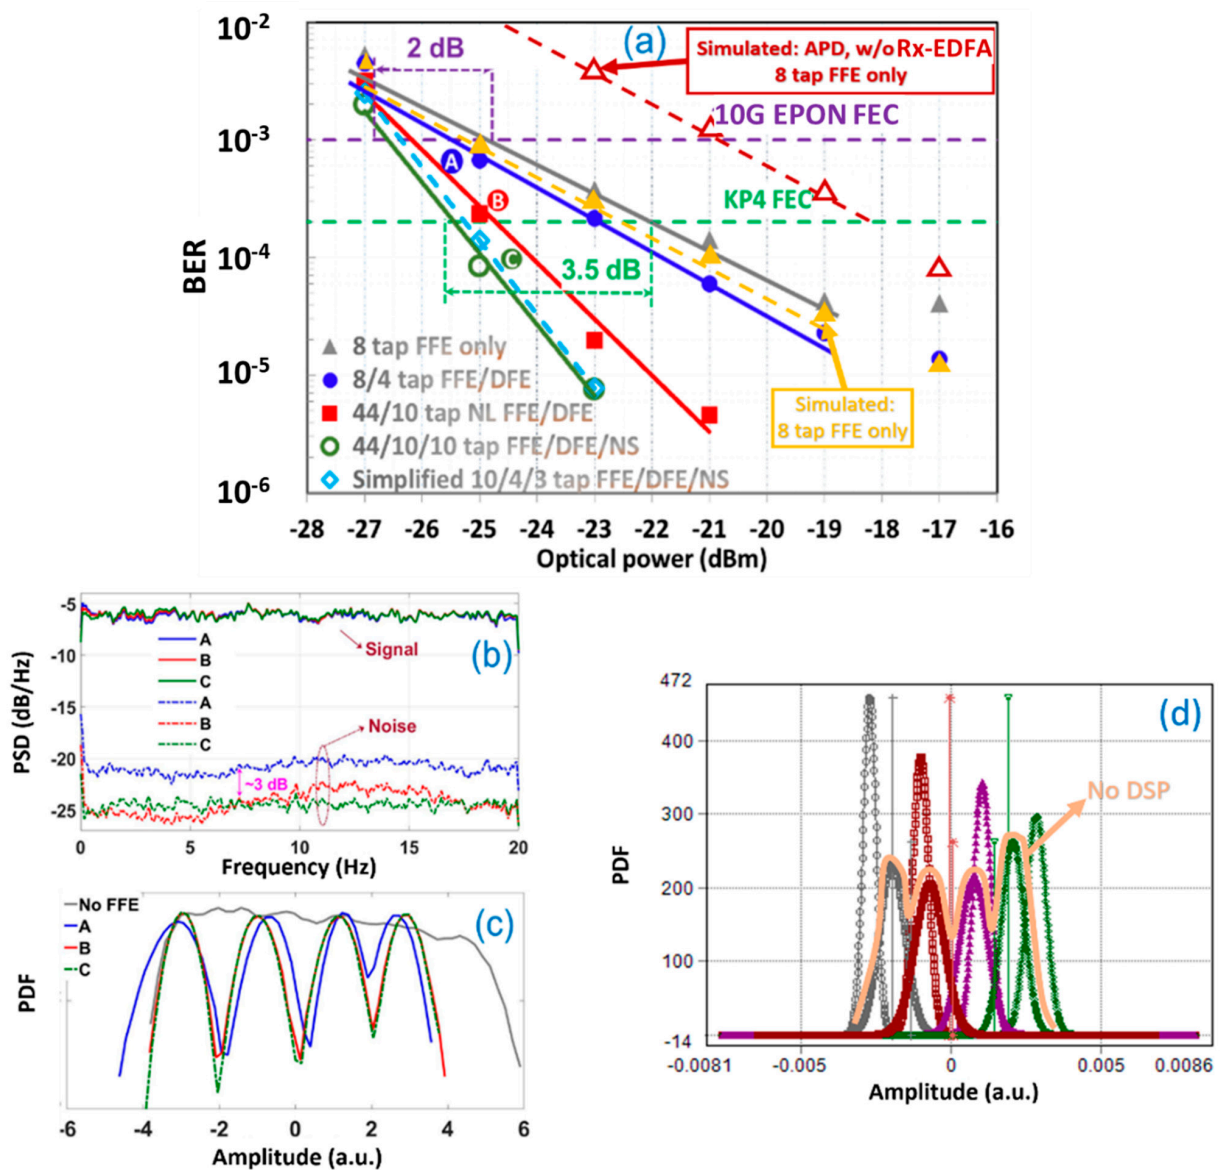 (a)
BER
10-2
10-3
10-4
10-5
10-6
2 dB
Simulated: APD, w/o Rx-EDFA
8 tap FFE only
10G EPON FEC
A
B
KP4 FEC
C
3.5 dB
8 tap FFE only
8/4 tap FFE/DFE
44/10 tap NL FFE/DFE
44/10/10 tap FFE/DFE/NS
Simplified 10/4/3 tap FFE/DFE/NS
Simulated:
8 tap FFE only
-28 -27 -26 -25 -24 -23 -22 -21 -20 -19 -18 -17 -16
Optical power (dBm)
(b)
PSD (dB/Hz)
-5
-10
-15
-20
-25
A
B
C
A
B
C
Signal
Noise
~3 dB
0 5 10 15 20
Frequency (Hz)
(c)
PDF
No FFE
A
B
C
-6 -4 -2 0 2 4 6
Amplitude (a.u.)
(d)
PDF
472
400
300
200
100
-14
No DSP
-0.0081 -0.005 0 0.005 0.0086
Amplitude (a.u.)